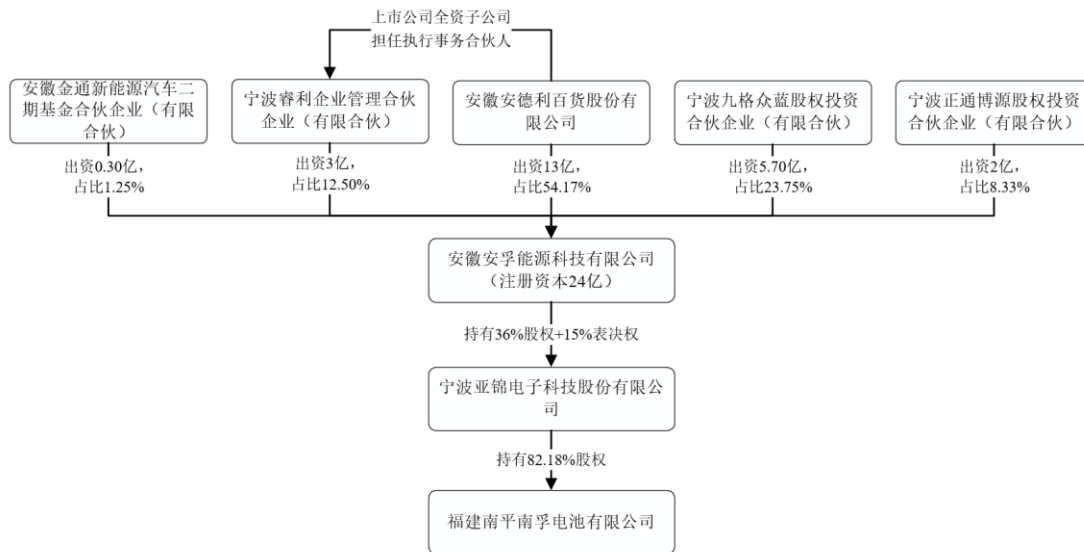 上市公司全资子公司
担任执行事务合伙人
安徽金通新能源汽车二
期基金合伙企业（有限
合伙）
宁波睿利企业管理合伙
企业（有限合伙）
安徽安德利百货股份有
限公司
宁波九格众蓝股权投资
合伙企业（有限合伙）
宁波正通博源股权投资
合伙企业（有限合伙）
出资0.30亿，
占比1.25%
出资3亿，
占比12.50%
出资13亿，
占比54.17%
出资5.70亿，
占比23.75%
出资2亿，
占比8.33%
安徽安孚能源科技有限公司
（注册资本24亿）
持有36%股权+15%表决权
宁波亚锦电子科技股份有限公
司
持有82.18%股权
福建南平南孚电池有限公司